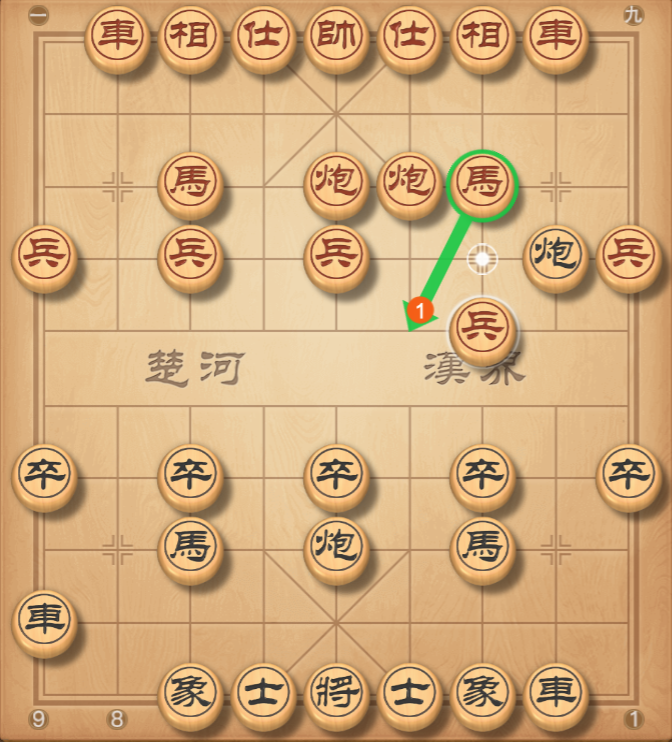 一 九
車 相 仕 帥 仕 相 車
馬 炮 炮 馬
兵 兵 兵 炮 兵
1 兵
楚河 漢界
卒 卒 卒 卒 卒
馬 炮 馬
車
象 士 將 士 象 車
9 8 1